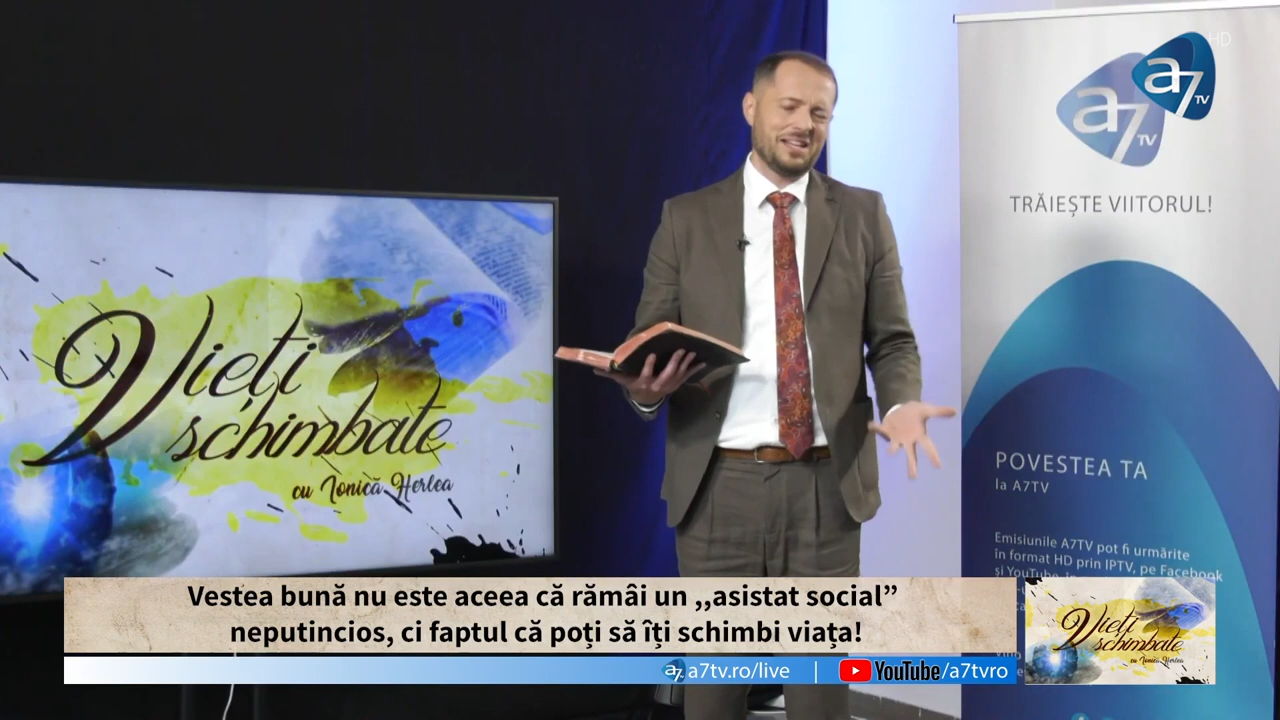 a7 TV HD
a7 TV
TRĂIEȘTE VIITORUL!
Vieți
schimbate
cu Ionică Herlea
POVESTEA TA
la A7TV
Emisiunile A7TV pot fi urmărite
în format HD prin IPTV, pe Facebook
și YouTube
Vestea bună nu este aceea că rămâi un ,,asistat social”
neputincios, ci faptul că poți să îți schimbi viața!
Vieți
schimbate
cu Ionică Herlea
a7 a7tv.ro/live | YouTube/a7tvro